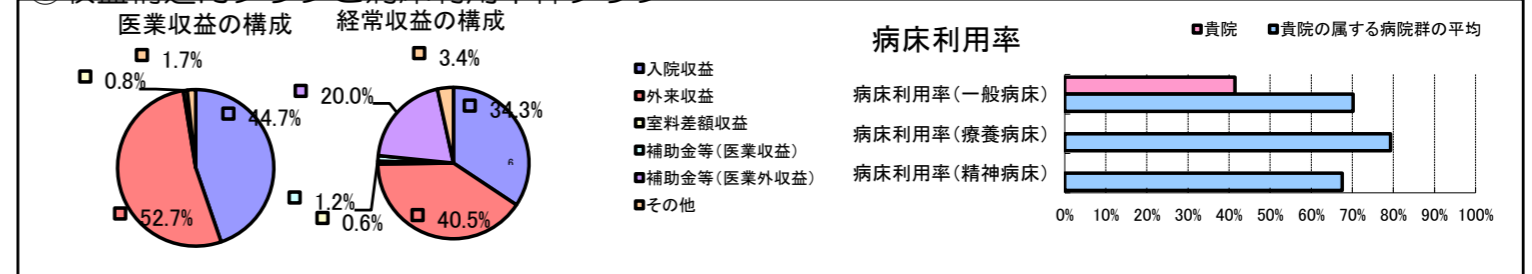 医業収益の構成
1.7%
0.8%
44.7%
52.7%
経常収益の構成
3.4%
20.0%
34.3%
6
1.2%
0.6%
40.5%
入院収益
外来収益
室料差額収益
補助金等(医業収益)
補助金等(医業外収益)
その他
病床利用率
貴院
貴院の属する病院群の平均
病床利用率(一般病床)
病床利用率(療養病床)
病床利用率(精神病床)
0% 10% 20% 30% 40% 50% 60% 70% 80% 90% 100%